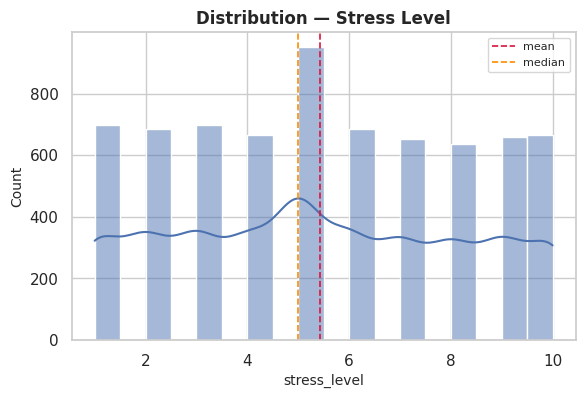 Distribution — Stress Level
mean
median
800
600
400
200
0
Count
2 4 6 8 10
stress_level